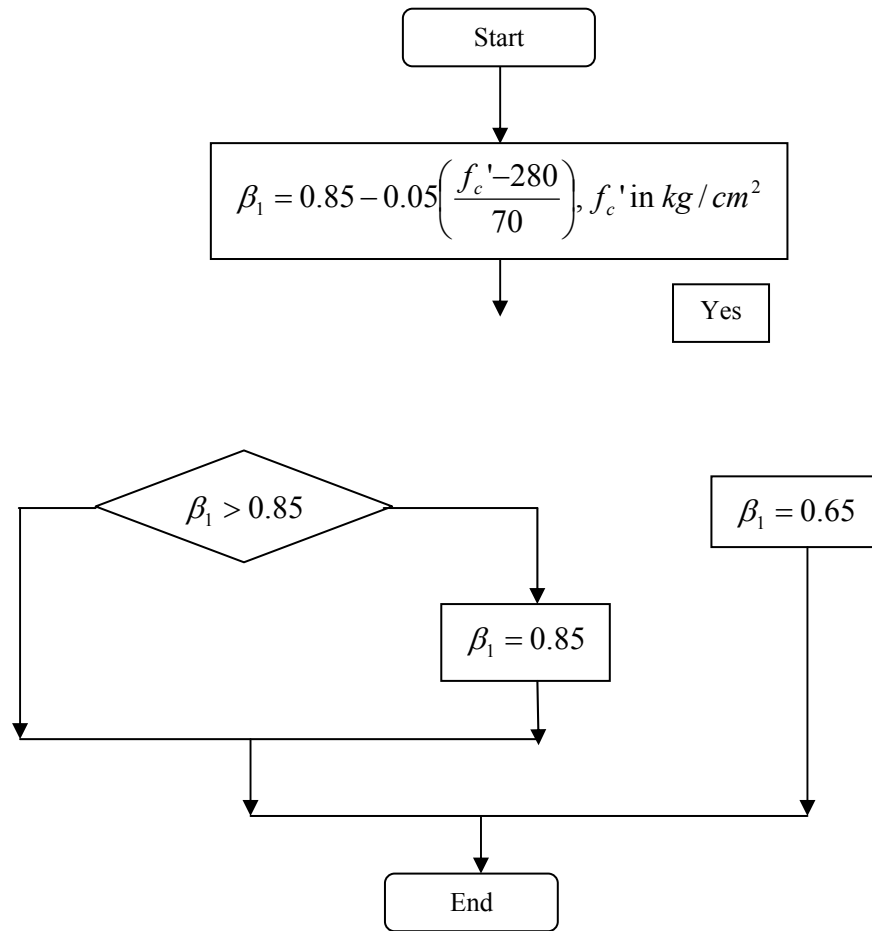 Start
β₁ = 0.85 − 0.05((f_c'−280)/70), f_c' in kg / cm²
Yes
β₁ > 0.85
β₁ = 0.65
β₁ = 0.85
End